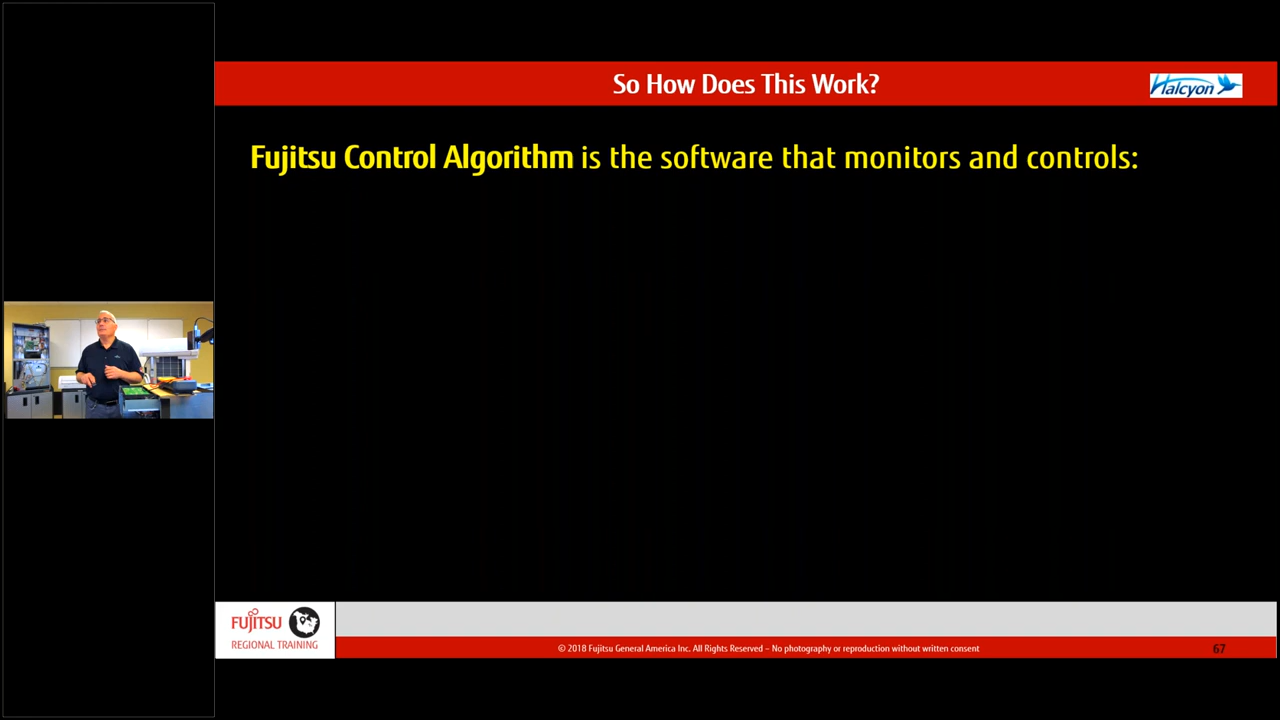 So How Does This Work?
Halcyon
Fujitsu Control Algorithm is the software that monitors and controls:
FUJITSU
REGIONAL TRAINING
© 2018 Fujitsu General America Inc. All Rights Reserved – No photography or reproduction without written consent
67